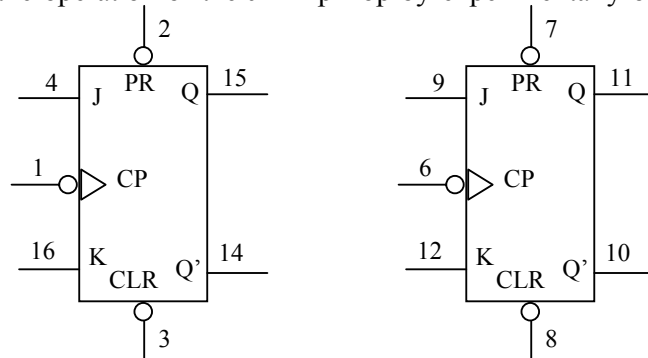 2 7
4 J PR Q 15 9 J PR Q 11
1 CP 6 CP
16 K CLR Q' 14 12 K CLR Q' 10
3 8